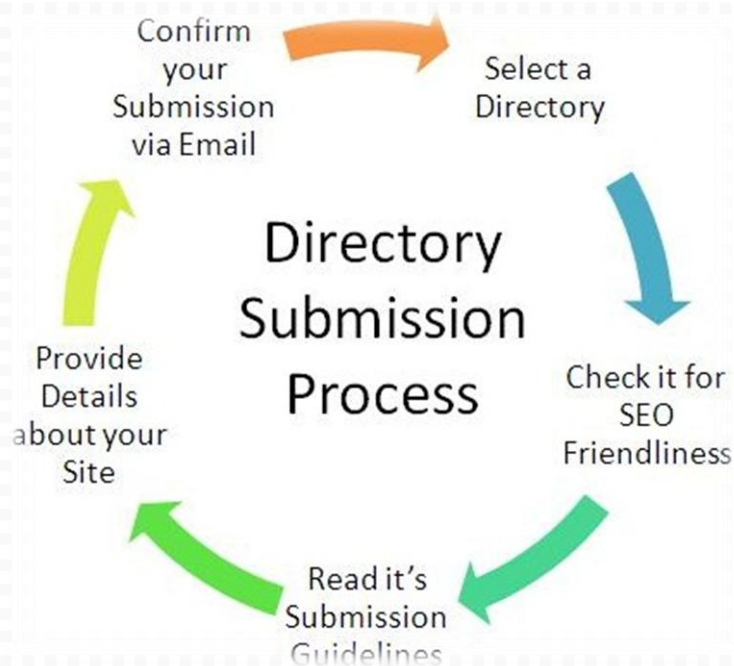 Directory
Submission
Process
Select a
Directory
Check it for
SEO
Friendliness
Read it's
Submission
Guidelines
Provide
Details
about your
Site
Confirm
your
Submission
via Email